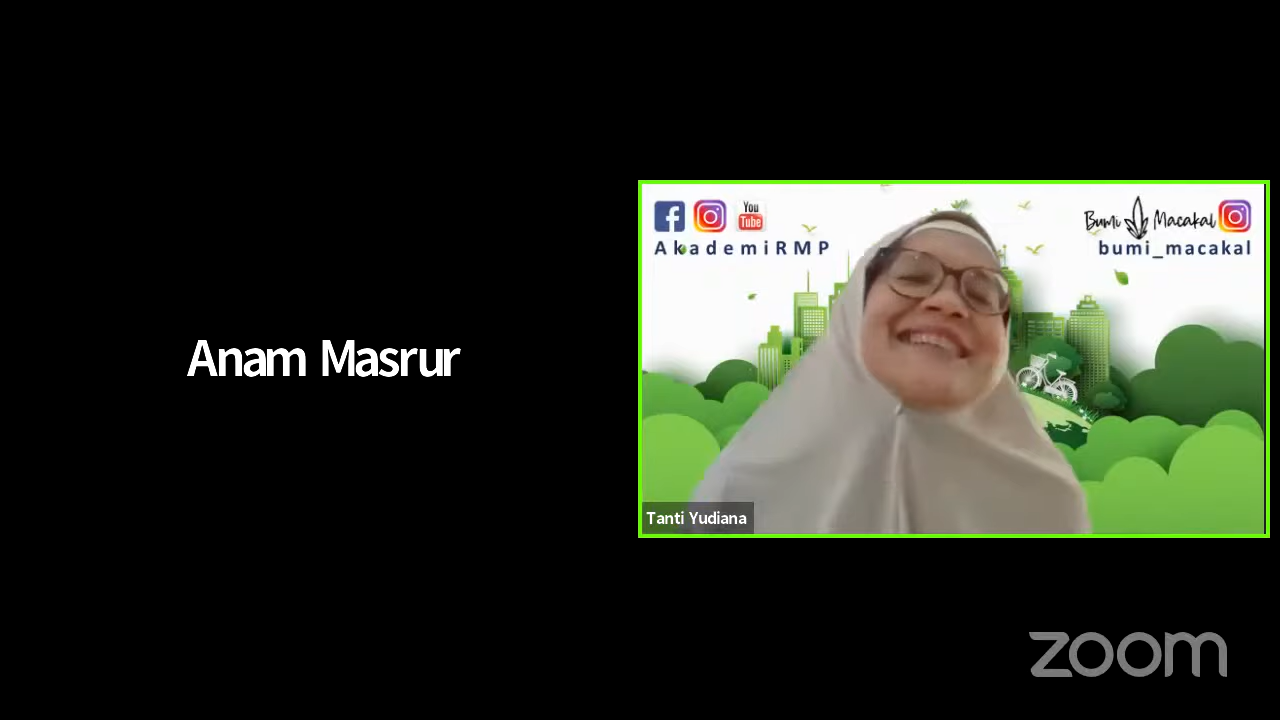 Anam Masrur
You
Tube
AkademiRMP
Bumi Macakal
bumi_macakal
Tanti Yudiana
zoom